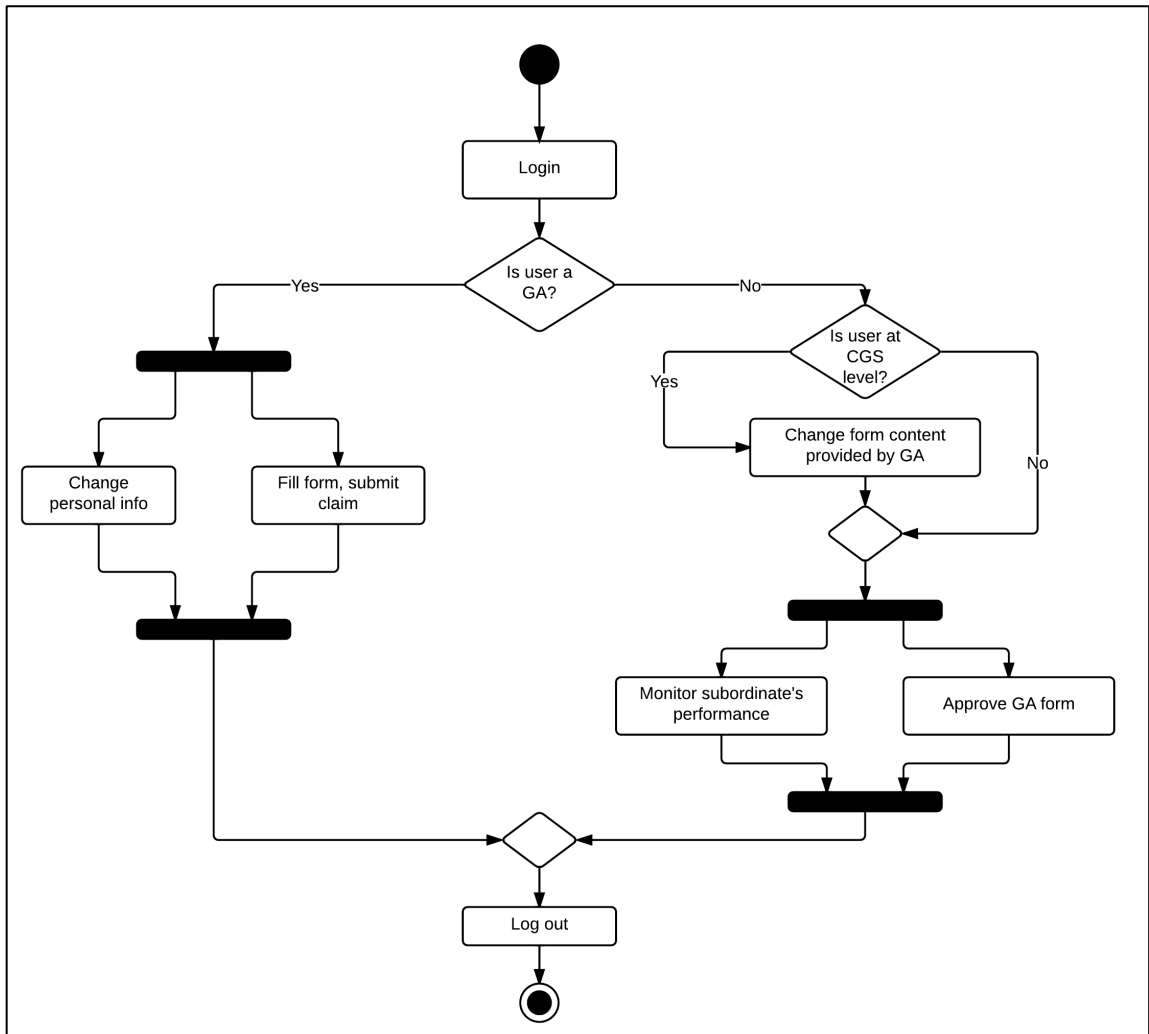 Login
Is user a
GA?
Yes
No
Is user at
CGS
level?
Yes
Change form content
provided by GA
No
Change
personal info
Fill form, submit
claim
Monitor subordinate's
performance
Approve GA form
Log out